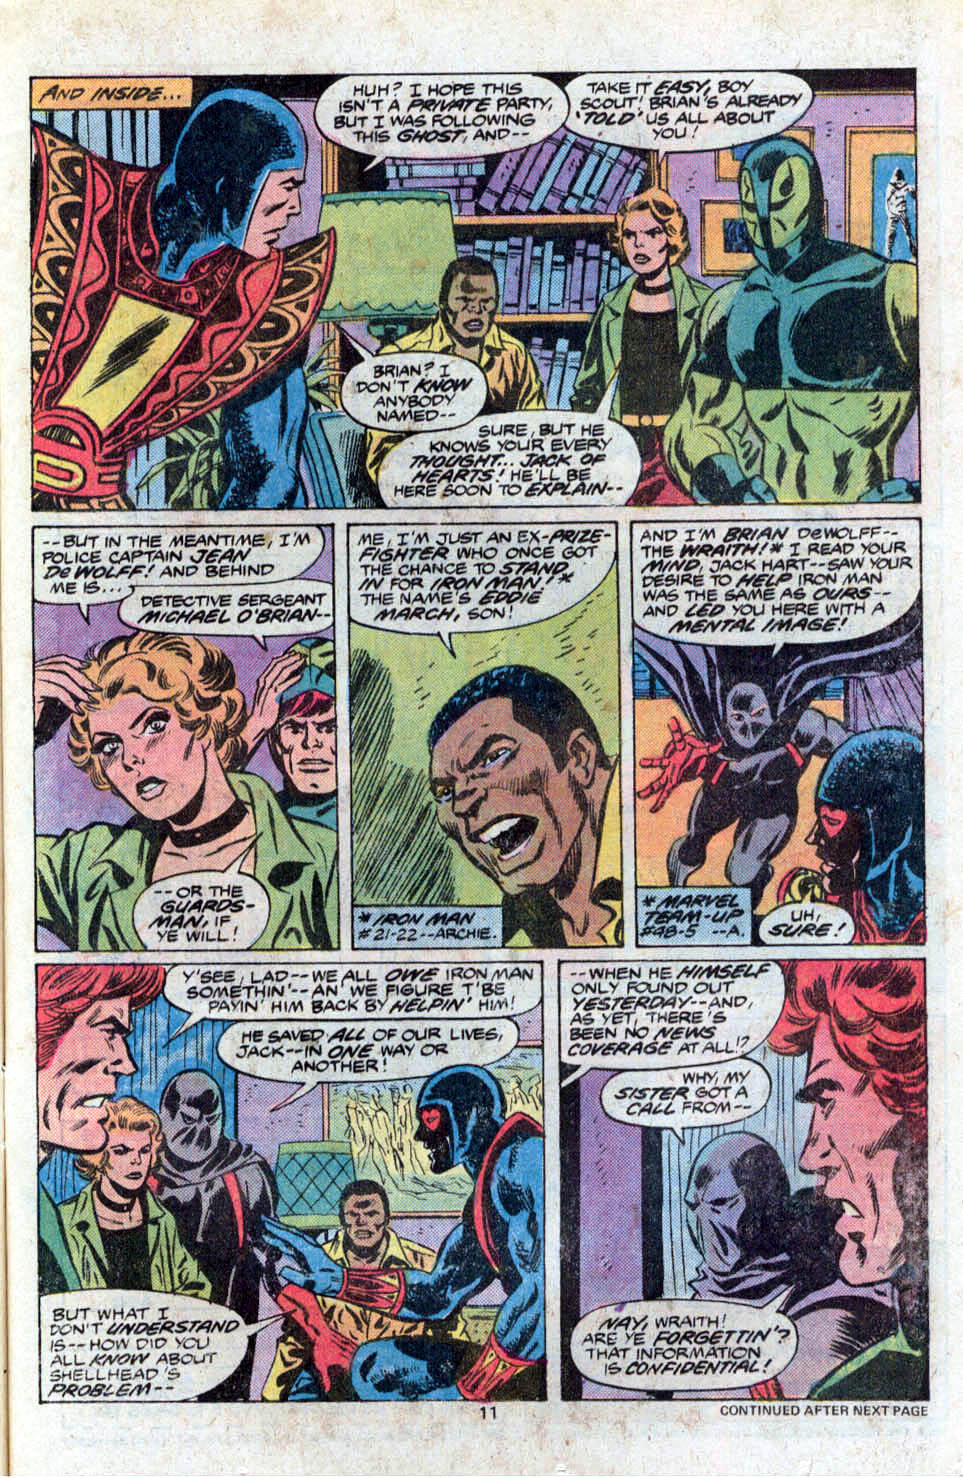 AND INSIDE...
HUH? I HOPE THIS
ISN'T A PRIVATE PARTY,
BUT I WAS FOLLOWING
THIS GHOST, AND--
TAKE IT EASY, BOY
SCOUT! BRIAN'S ALREADY
'TOLD' US ALL ABOUT
YOU!
BRIAN? I
DON'T KNOW
ANYBODY
NAMED--
SURE, BUT HE
KNOWS YOUR EVERY
THOUGHT... JACK OF
HEARTS! HE'LL BE
HERE SOON TO EXPLAIN--
--BUT IN THE MEANTIME, I'M
POLICE CAPTAIN JEAN
DeWOLFF! AND BEHIND
ME IS...
DETECTIVE SERGEANT
MICHAEL O'BRIAN--
--OR THE
GUARDS-
MAN, IF
YE WILL!
ME, I'M JUST AN EX-PRIZE-
FIGHTER WHO ONCE GOT
THE CHANCE TO STAND
IN FOR IRON MAN!*
THE NAME'S EDDIE
MARCH, SON!
* IRON MAN
#21-22--ARCHIE.
AND I'M BRIAN DeWOLFF--
THE WRAITH!* I READ YOUR
MIND, JACK HART--SAW YOUR
DESIRE TO HELP IRON MAN
WAS THE SAME AS OURS--
AND LED YOU HERE WITH A
MENTAL IMAGE!
* MARVEL
TEAM-UP
#48-5 --A.
UH,
SURE!
Y'SEE, LAD--WE ALL OWE IRON MAN
SOMETHIN'--AN' WE FIGURE T'BE
PAYIN' HIM BACK BY HELPIN' HIM!
HE SAVED ALL OF OUR LIVES,
JACK--IN ONE WAY OR
ANOTHER!
BUT WHAT I
DON'T UNDERSTAND
IS--HOW DID YOU
ALL KNOW ABOUT
SHELLHEAD'S
PROBLEM--
--WHEN HE HIMSELF
ONLY FOUND OUT
YESTERDAY--AND,
AS YET, THERE'S
BEEN NO NEWS
COVERAGE AT ALL!?
WHY, MY
SISTER GOT A
CALL FROM--
NAY, WRAITH!
ARE YE FORGETTIN'?
THAT INFORMATION
IS CONFIDENTIAL!
11
CONTINUED AFTER NEXT PAGE